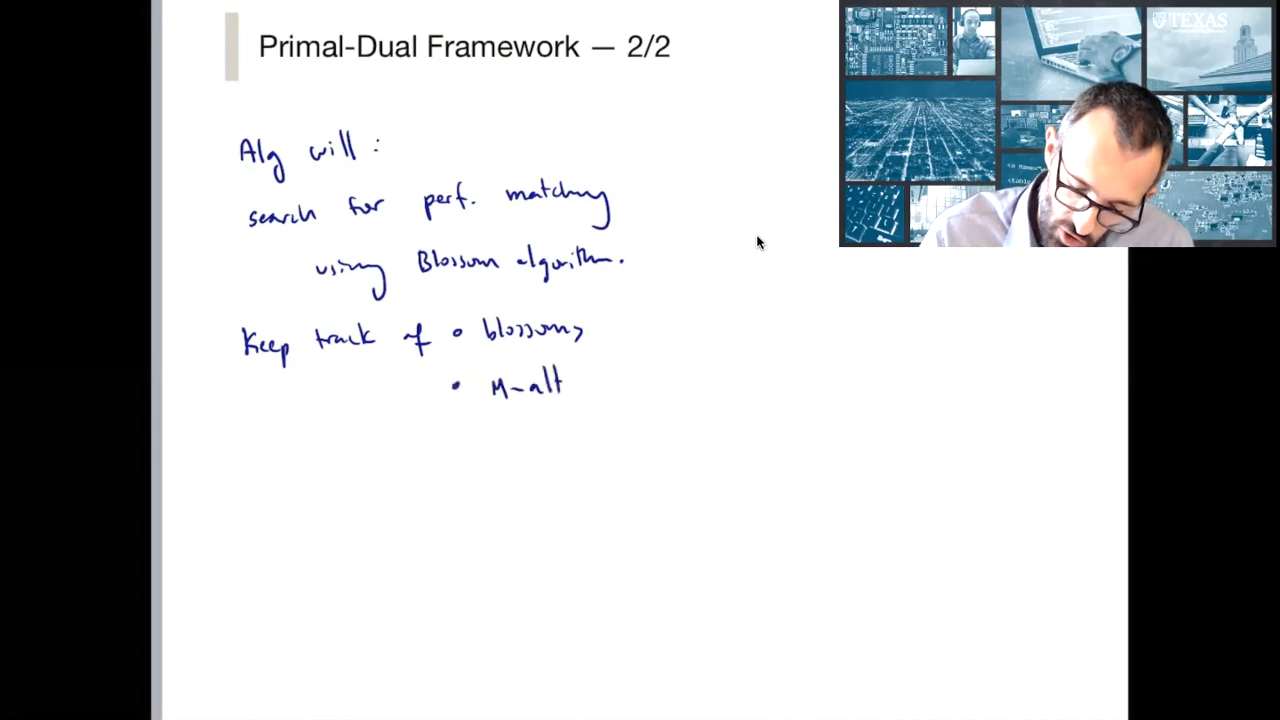 Primal-Dual Framework — 2/2
TEXAS
Alg will :
search for perf. matching
using Blossom algorithm.
Keep track of • blossoms
• M-alt